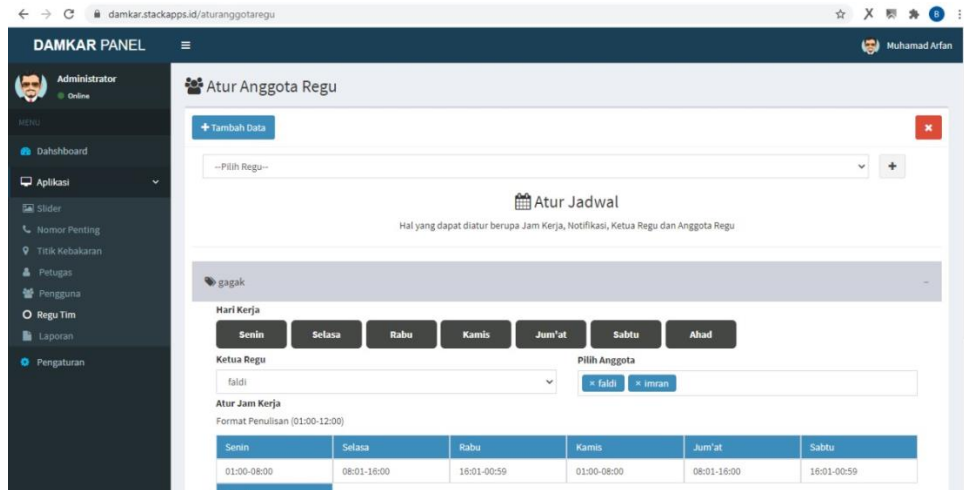 damkar.stackapps.id/aturanggotaregu
B
DAMKAR PANEL
Muhamad Arfan
Administrator
Online
MENU
Dahshboard
Aplikasi
Slider
Nomor Penting
Titik Kebakaran
Petugas
Pengguna
Regu Tim
Laporan
Pengaturan
Atur Anggota Regu
+ Tambah Data
--Pilih Regu--
Atur Jadwal
Hal yang dapat diatur berupa Jam Kerja, Notifikasi, Ketua Regu dan Anggota Regu
gagak
Hari Kerja
Senin Selasa Rabu Kamis Jum'at Sabtu Ahad
Ketua Regu Pilih Anggota
faldi × faldi × imran
Atur Jam Kerja
Format Penulisan (01:00-12:00)
Senin Selasa Rabu Kamis Jum'at Sabtu
01:00-08:00 08:01-16:00 16:01-00:59 01:00-08:00 08:01-16:00 16:01-00:59